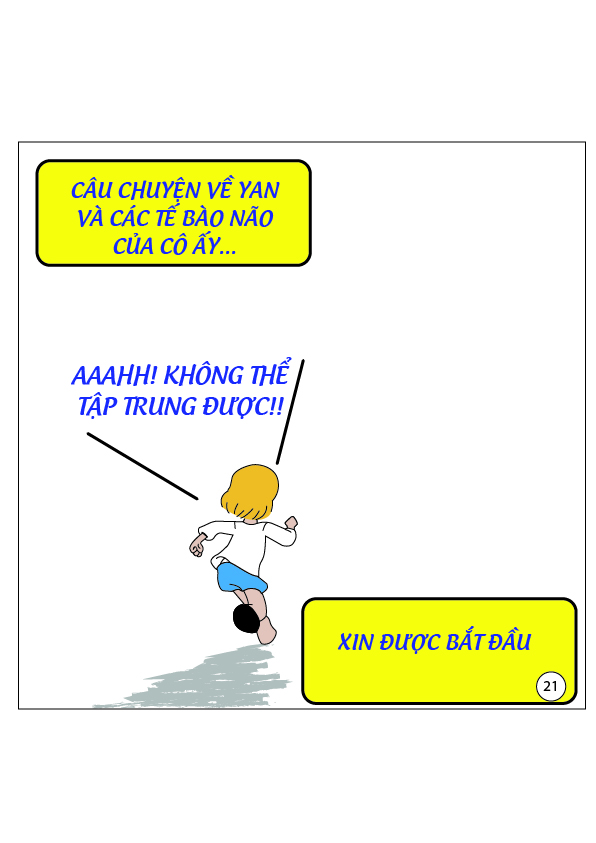 CÂU CHUYỆN VỀ YAN
VÀ CÁC TẾ BÀO NÃO
CỦA CÔ ẤY...
AAAHH! KHÔNG THỂ
TẬP TRUNG ĐƯỢC!!
XIN ĐƯỢC BẮT ĐẦU
21